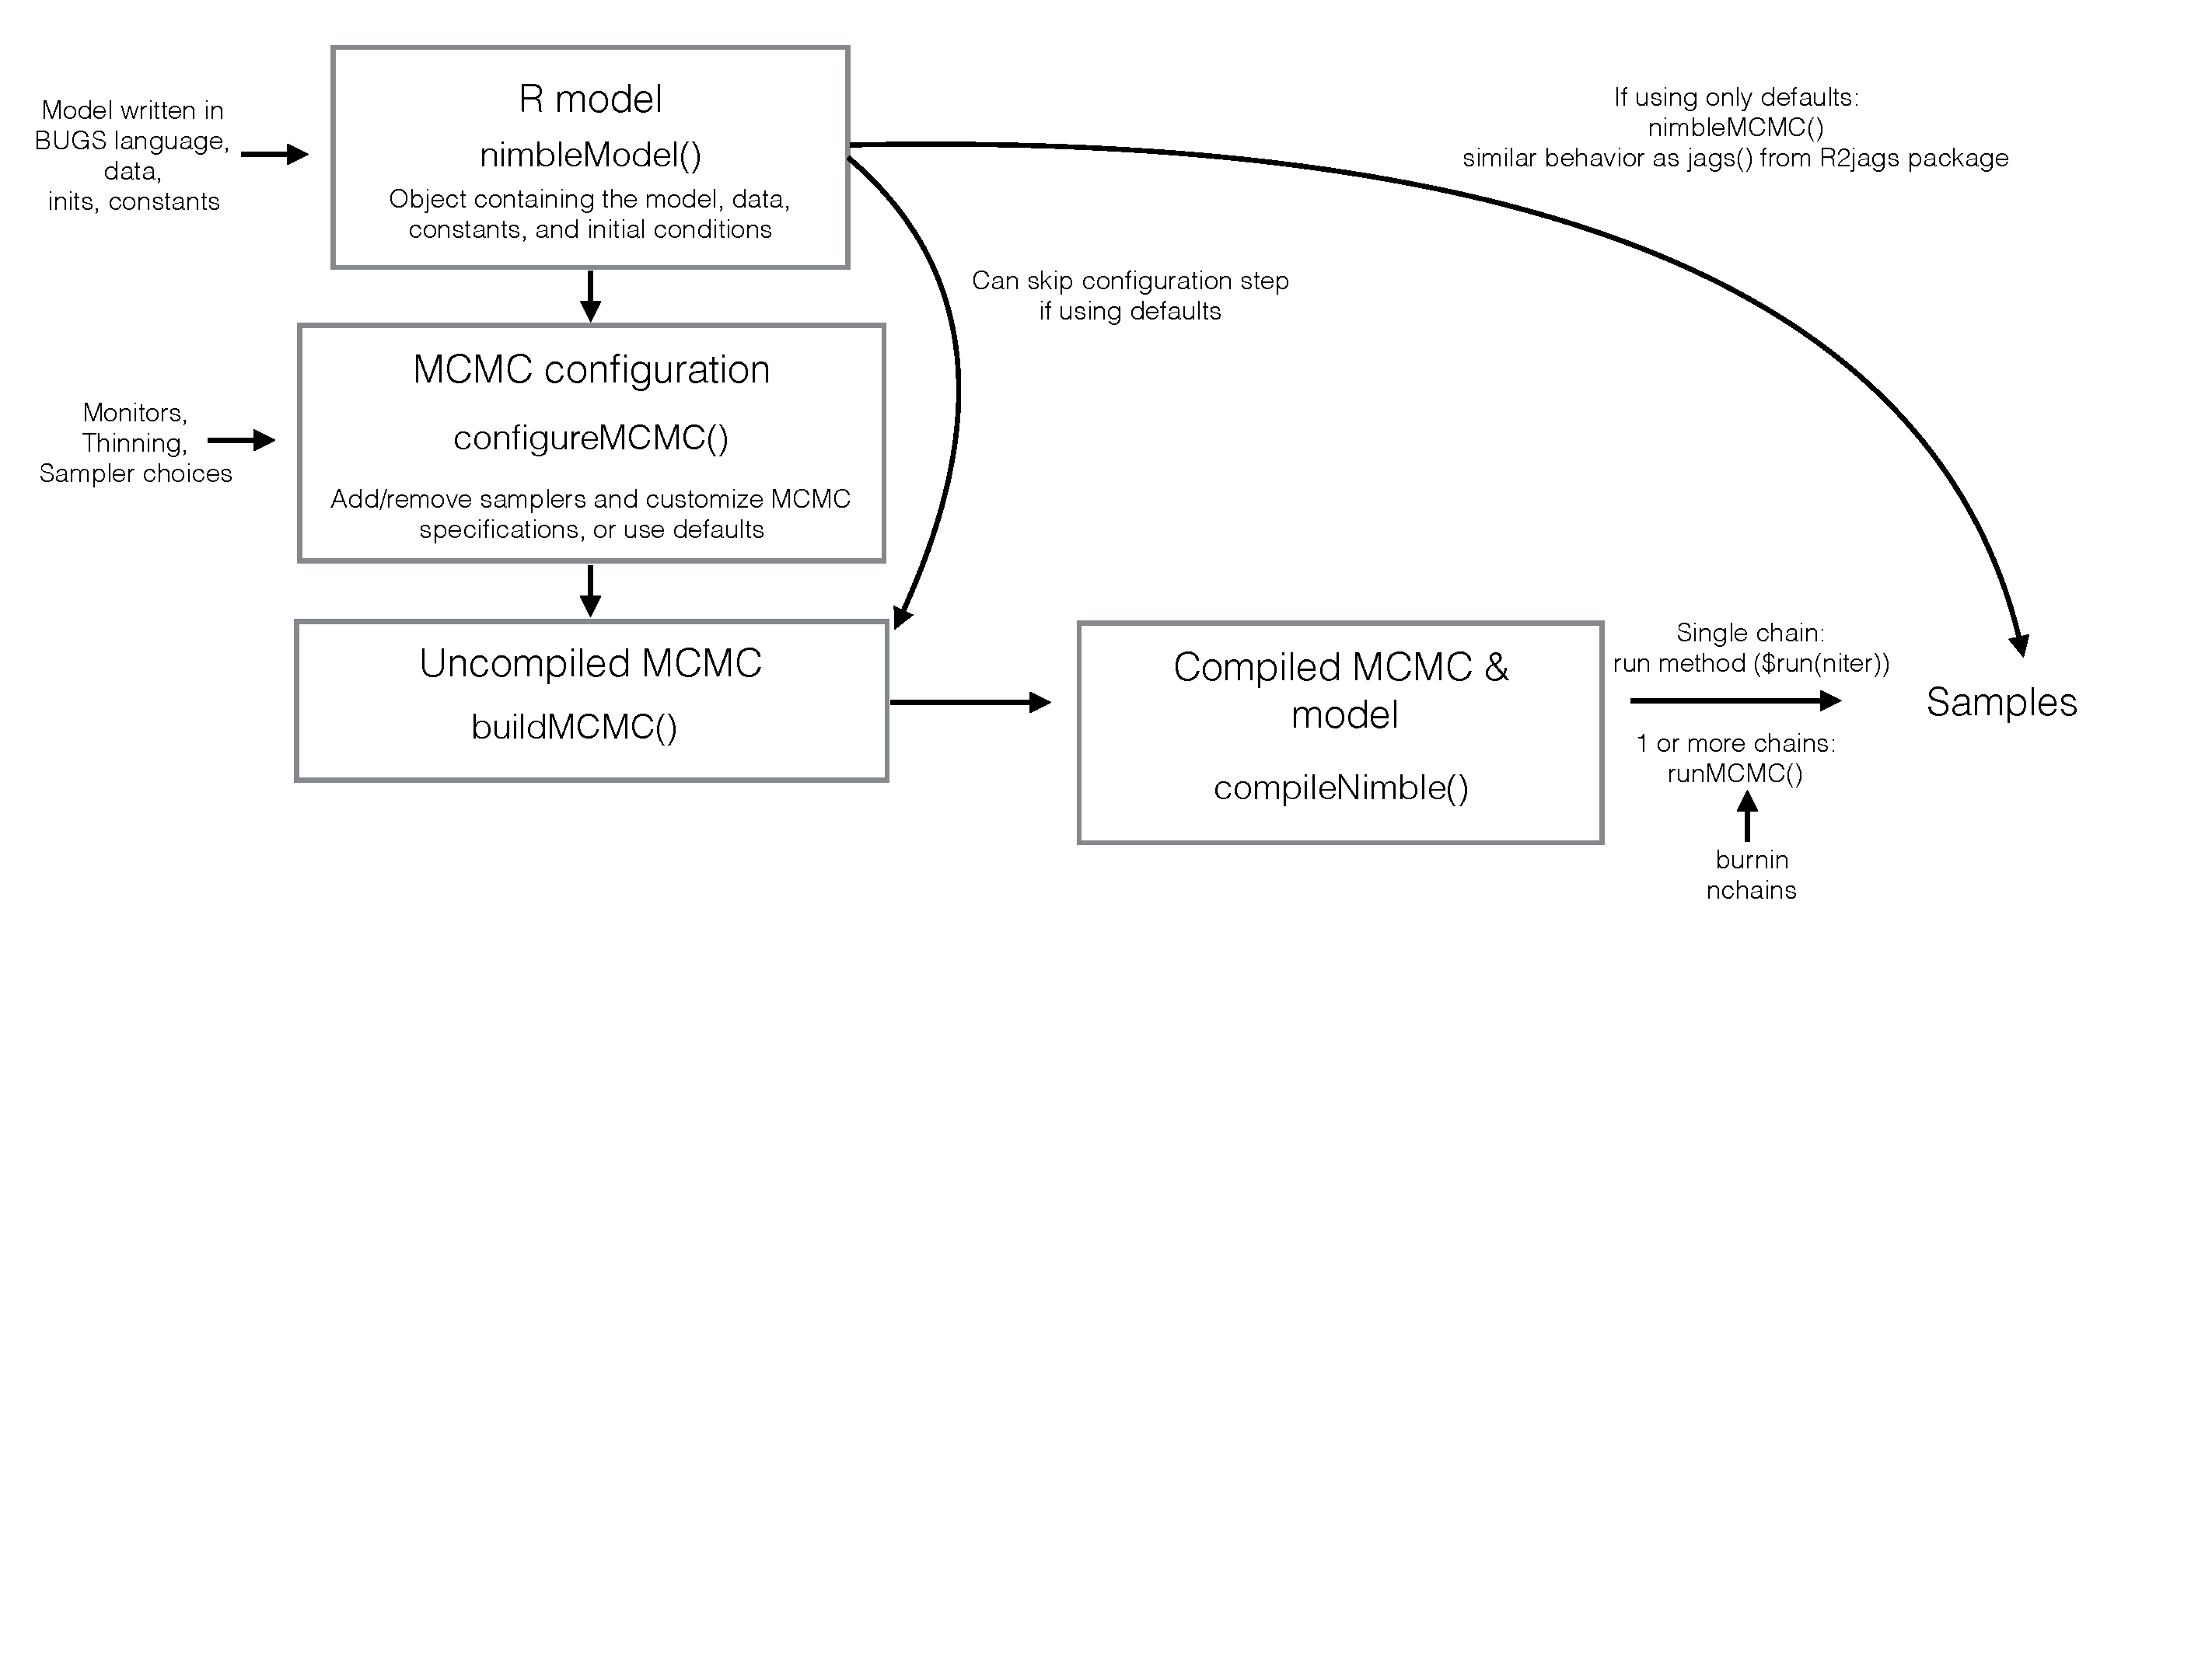 Model written in
BUGS language,
data,
inits, constants
R model
nimbleModel()
Object containing the model, data,
constants, and initial conditions
If using only defaults:
nimbleMCMC()
similar behavior as jags() from R2jags package
Can skip configuration step
if using defaults
Monitors,
Thinning,
Sampler choices
MCMC configuration
configureMCMC()
Add/remove samplers and customize MCMC
specifications, or use defaults
Uncompiled MCMC
buildMCMC()
Compiled MCMC &
model
compileNimble()
Single chain:
run method ($run(niter))
1 or more chains:
runMCMC()
burnin
nchains
Samples